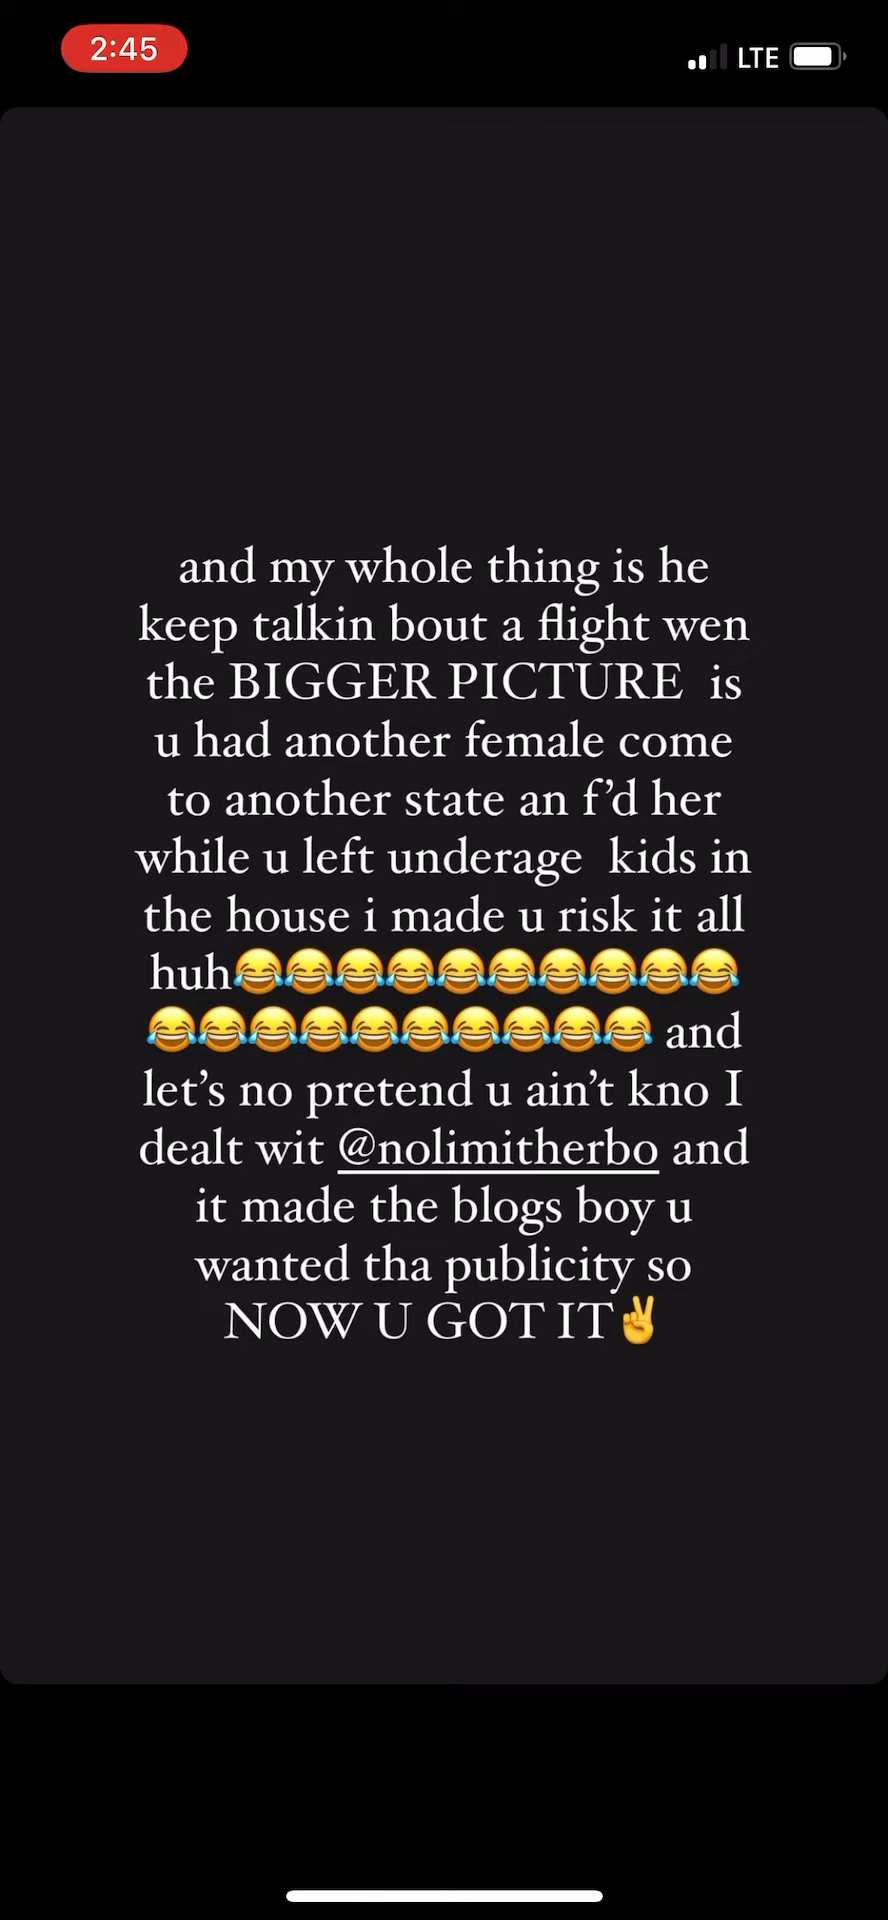 2:45
LTE
and my whole thing is he
keep talkin bout a flight wen
the BIGGER PICTURE  is
u had another female come
to another state an f’d her
while u left underage  kids in
the house i made u risk it all
huh😂😂😂😂😂😂😂😂😂😂
😂😂😂😂😂😂😂😂😂😂 and
let’s no pretend u ain’t kno I
dealt wit @nolimitherbo and
it made the blogs boy u
wanted tha publicity so
NOW U GOT IT✌️